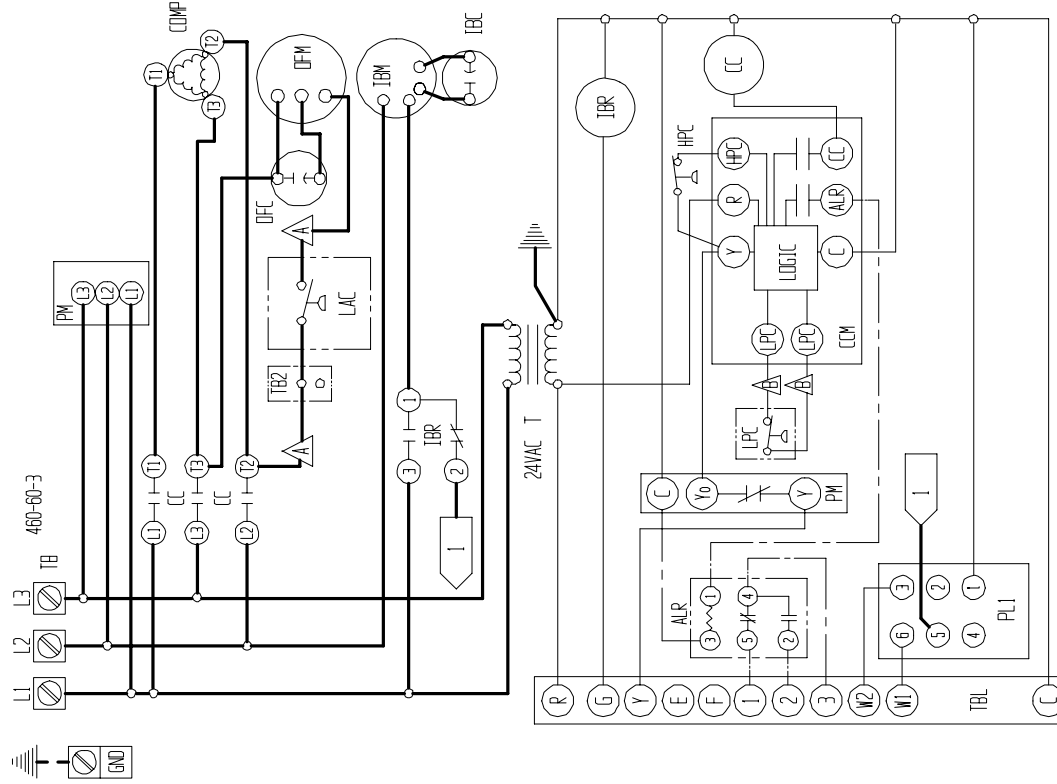 460-60-3
TB
L1
L2
L3
GND
PM
L3
L2
L1
COMP
T1
T2
T3
L1
T1
CC
L3
T3
CC
L2
T2
OFC
OFM
A
TB2
LAC
A
IBM
IBC
3
1
IBR
2
1
24VAC T
R
G
Y
E
F
1
2
3
W2
W1
TBL
C
IBR
CC
HPC
HPC
R
Y
CC
ALR
C
LOGIC
LPC
LPC
CCM
B
B
LPC
C
Yo
Y
PM
ALR
1
3
4
5
2
1
3
2
1
6
5
4
PL1